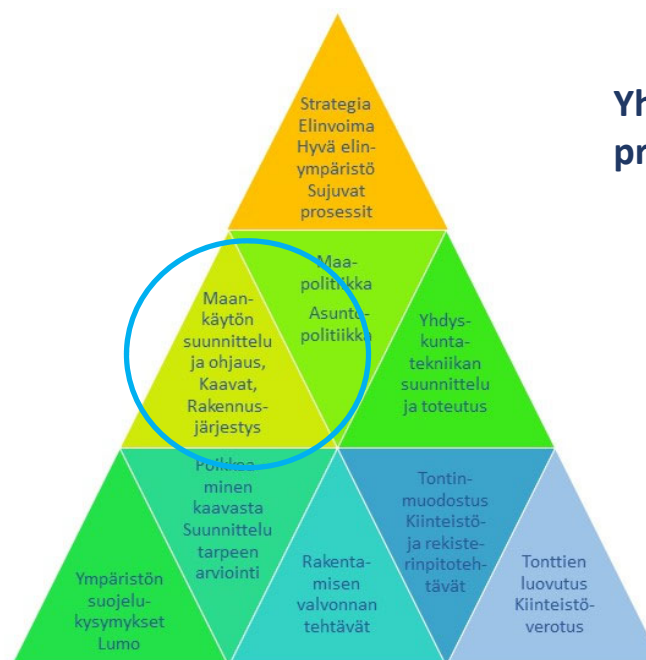 Strategia
Elinvoima
Hyvä elin-
ympäristö
Sujuvat
prosessit
Maa-
politiikka
Asunto-
politiikka
Maan-
käytön
suunnittelu
ja ohjaus,
Kaavat,
Rakennus-
järjestys
Yhdys-
kunta-
tekniikan
suunnittelu
ja toteutus
Ympäristön
suojelu-
kysymykset
Lumo
Poikkea-
minen
kaavasta
Suunnittelu
tarpeen
arviointi
Rakenta-
misen
valvonnan
tehtävät
Tontin-
muodostus
Kiinteistö-
ja rekiste-
rinpitoteh-
tävät
Tonttien
luovutus
Kiinteistö-
verotus